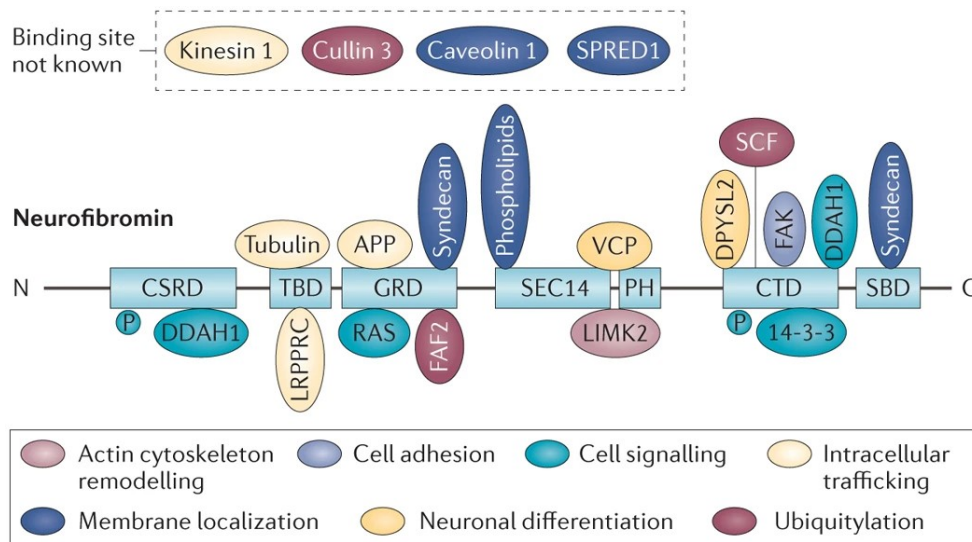 Binding site
not known
Kinesin 1
Cullin 3
Caveolin 1
SPRED1
Neurofibromin
Tubulin
APP
Syndecan
Phospholipids
VCP
DPYSL2
SCF
FAK
DDAH1
Syndecan
N
CSRD
TBD
GRD
SEC14
PH
CTD
SBD
C
P
DDAH1
LRPPRC
RAS
FAF2
LIMK2
P
14-3-3
Actin cytoskeleton
remodelling
Cell adhesion
Cell signalling
Intracellular
trafficking
Membrane localization
Neuronal differentiation
Ubiquitylation